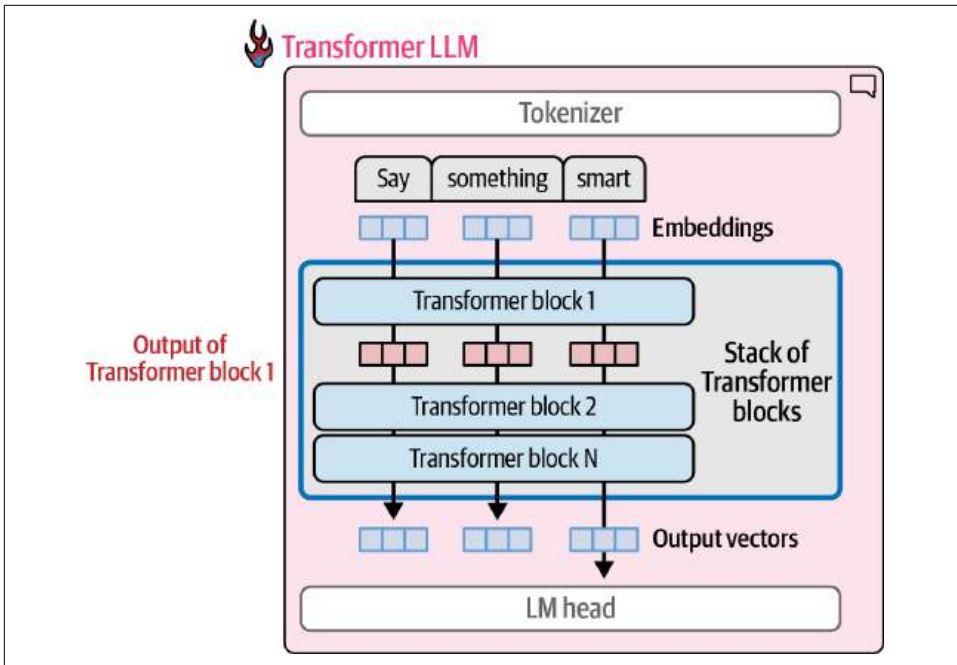 Transformer LLM
Tokenizer
Say something smart
Embeddings
Transformer block 1
Output of
Transformer block 1
Stack of
Transformer
blocks
Transformer block 2
Transformer block N
Output vectors
LM head